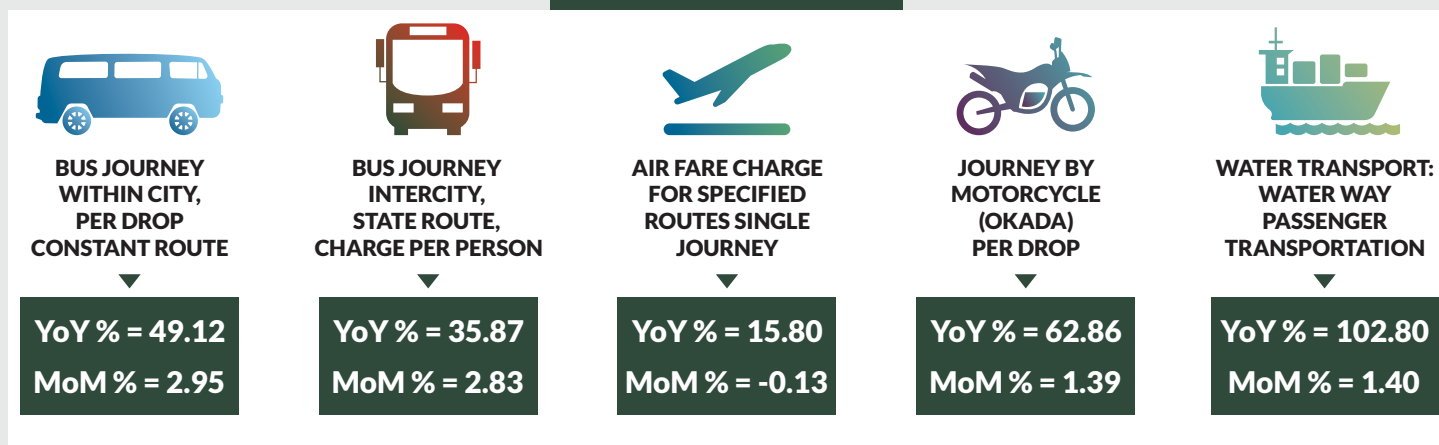 BUS JOURNEY
WITHIN CITY,
PER DROP
CONSTANT ROUTE
YoY % = 49.12
MoM % = 2.95
BUS JOURNEY
INTERCITY,
STATE ROUTE,
CHARGE PER PERSON
YoY % = 35.87
MoM % = 2.83
AIR FARE CHARGE
FOR SPECIFIED
ROUTES SINGLE
JOURNEY
YoY % = 15.80
MoM % = -0.13
JOURNEY BY
MOTORCYCLE
(OKADA)
PER DROP
YoY % = 62.86
MoM % = 1.39
WATER TRANSPORT:
WATER WAY
PASSENGER
TRANSPORTATION
YoY % = 102.80
MoM % = 1.40